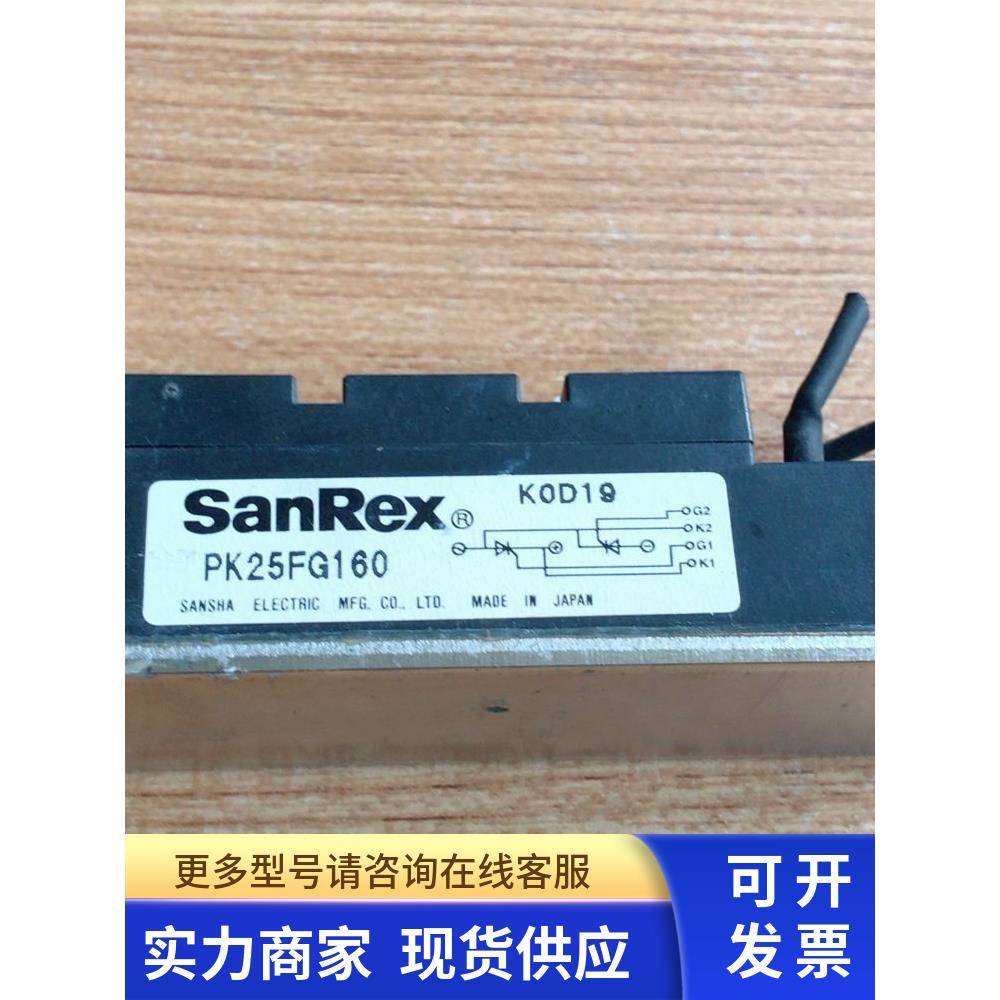 SanRex®
K0D19
PK25FG160
G2
K2
G1
K1
SANSHA ELECTRIC MFG. CO., LTD. MADE IN JAPAN
更多型号请咨询在线客服
实力商家 现货供应
可开
发票